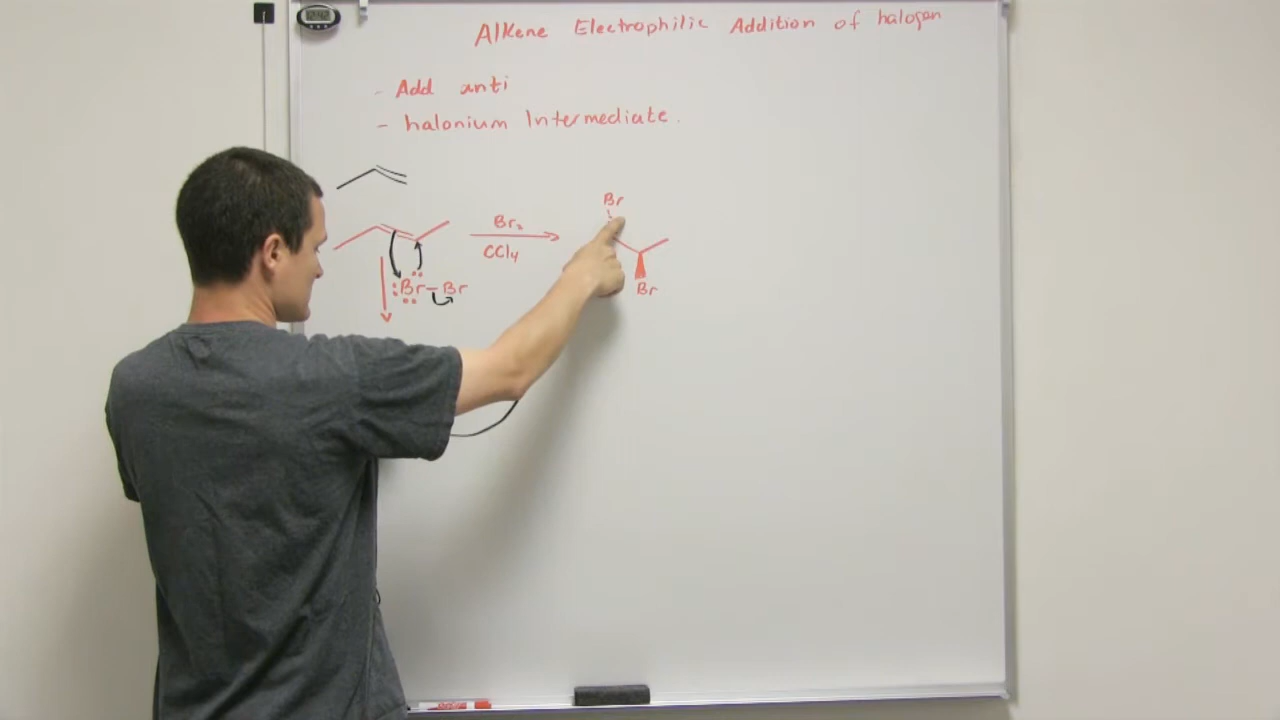 Alkene Electrophilic Addition of halogen
- Add anti
- halonium Intermediate.
Br
Br₂
CCl₄
:Br-Br
Br